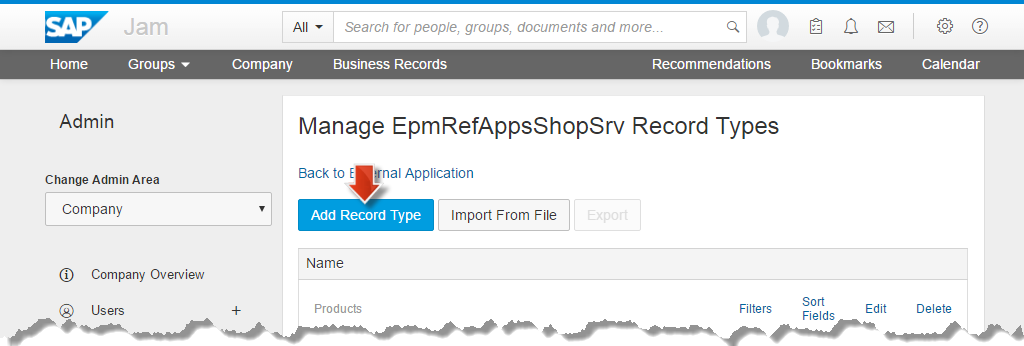 SAP Jam
All
Search for people, groups, documents and more...
Home Groups Company Business Records Recommendations Bookmarks Calendar
Admin
Change Admin Area
Company
Company Overview
Users +
Manage EpmRefAppsShopSrv Record Types
Back to E rnal Application
Add Record Type Import From File Export
Name
Products Filters Sort Fields Edit Delete